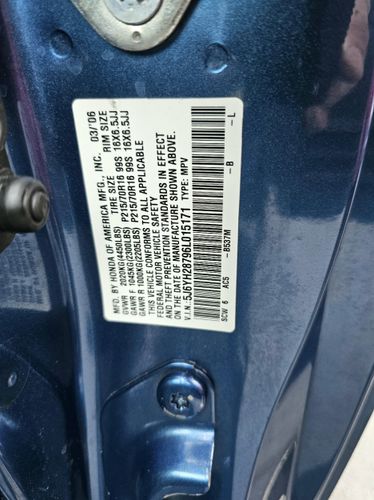 MFD. BY HONDA OF AMERICA MFG., INC. 03/'06
TIRE SIZE RIM SIZE
GVWR 2020KG(4450LBS) P215/70R16 99S 16X6.5JJ
GAWR F 1045KG(2300LBS) P215/70R16 99S 16X6.5JJ
GAWR R 1000KG(2205LBS)
THIS VEHICLE CONFORMS TO ALL APPLICABLE
FEDERAL MOTOR VEHICLE SAFETY AND
THEFT PREVENTION STANDARDS IN EFFECT
ON THE DATE OF MANUFACTURE SHOWN ABOVE.
V.I.N.: 5J6YH28796L015171 TYPE: MPV
SCW 6 AC5 -B537M -B -L